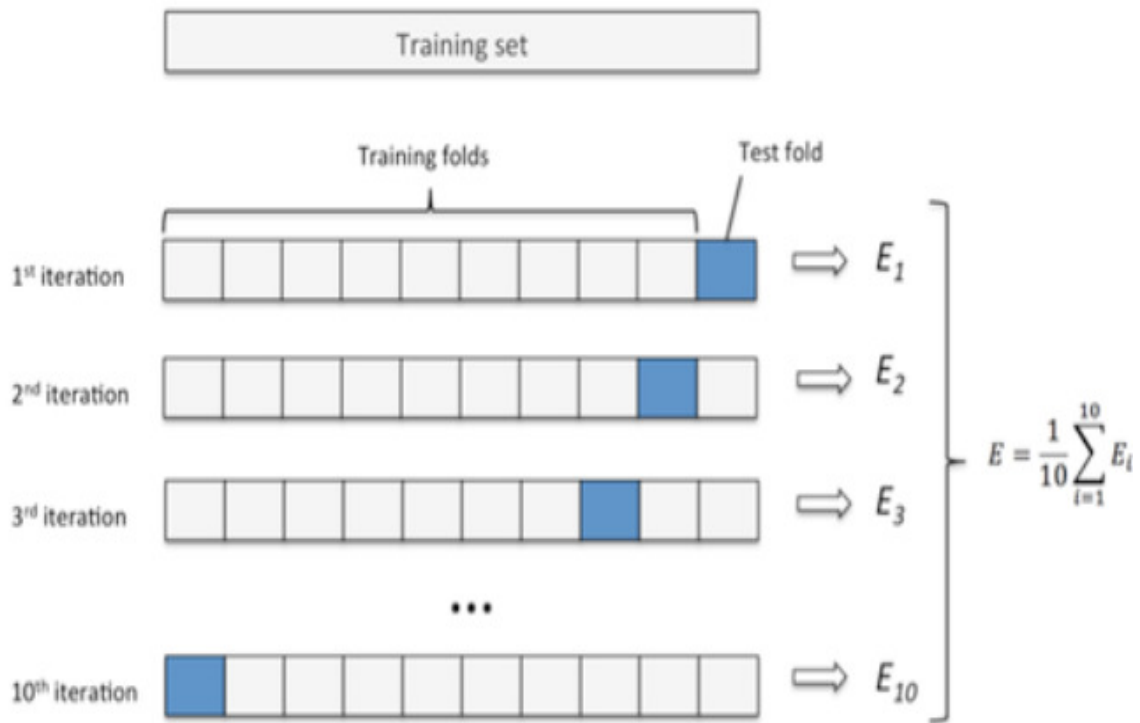 Training set
Training folds
Test fold
1st iteration
E1
2nd iteration
E2
3rd iteration
E3
E = 1/10 ∑_{i=1}^{10} E_i
...
10th iteration
E10